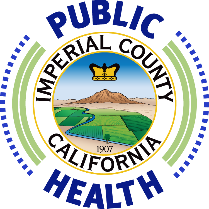 PUBLIC
IMPERIAL COUNTY
1907
CALIFORNIA
HEALTH